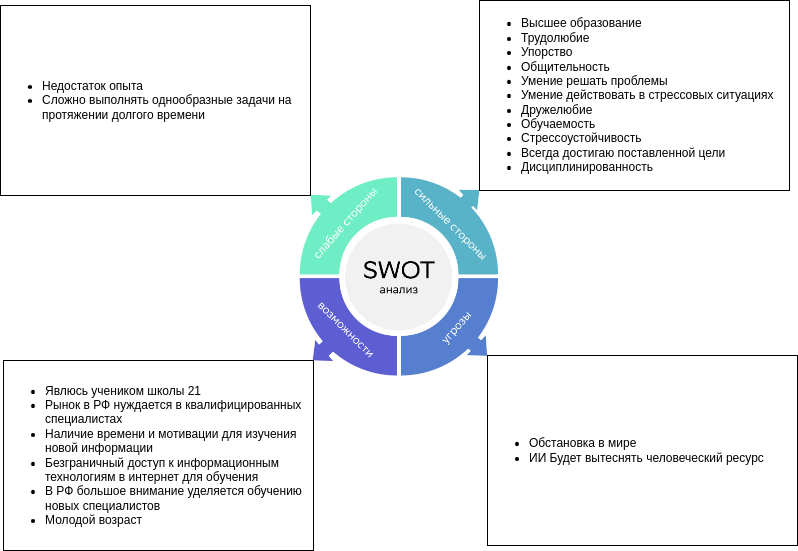 Недостаток опыта
Сложно выполнять однообразные задачи на
протяжении долгого времени
Высшее образование
Трудолюбие
Упорство
Общительность
Умение решать проблемы
Умение действовать в стрессовых ситуациях
Дружелюбие
Обучаемость
Стрессоустойчивость
Всегда достигаю поставленной цели
Дисциплинированность
слабые стороны
сильные стороны
SWOT
анализ
возможности
угрозы
Явлюсь учеником школы 21
Рынок в РФ нуждается в квалифицированных
специалистах
Наличие времени и мотивации для изучения
новой информации
Безграничный доступ к информационным
технологиям в интернет для обучения
В РФ большое внимание уделяется обучению
новых специалистов
Молодой возраст
Обстановка в мире
ИИ Будет вытеснять человеческий ресурс